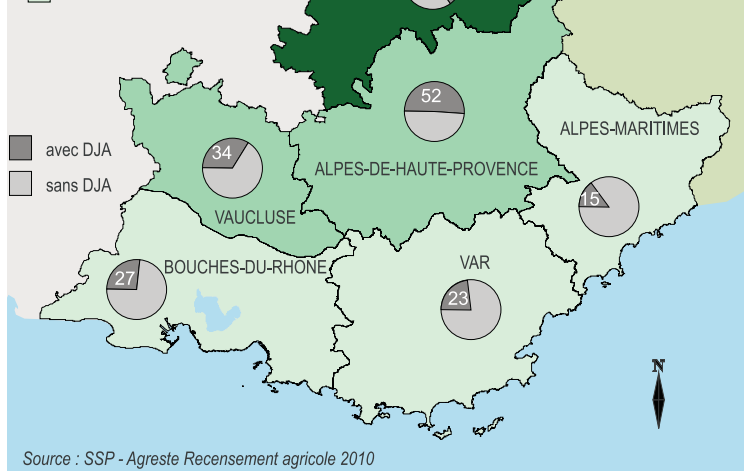 52
ALPES-MARITIMES
avec DJA
34
ALPES-DE-HAUTE-PROVENCE
sans DJA
15
VAUCLUSE
BOUCHES-DU-RHONE
VAR
27
23
N
Source : SSP - Agreste Recensement agricole 2010